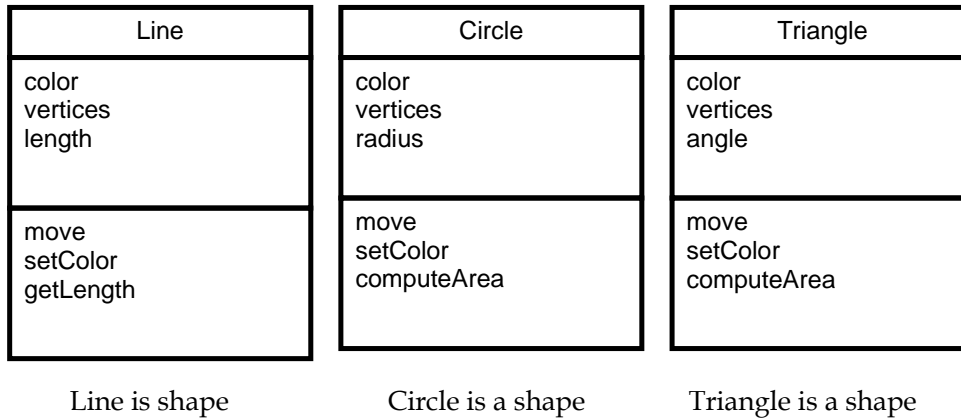 Line
color
vertices
length
move
setColor
getLength
Line is shape
Circle
color
vertices
radius
move
setColor
computeArea
Circle is a shape
Triangle
color
vertices
angle
move
setColor
computeArea
Triangle is a shape